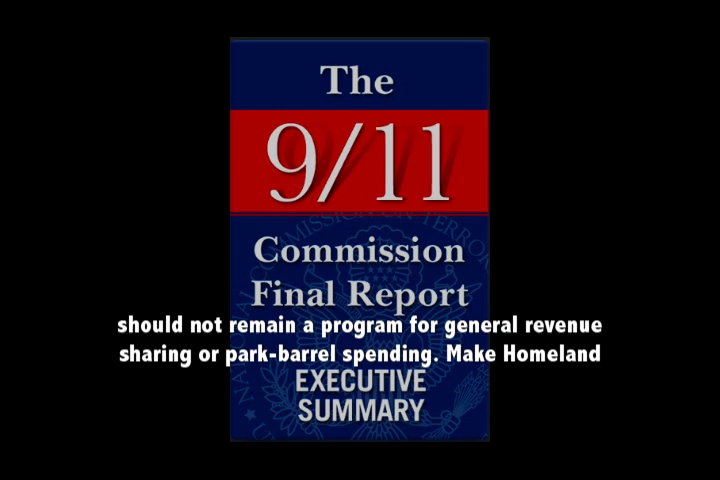 The
9/11
Commission
Final Report
should not remain a program for general revenue
sharing or park-barrel spending. Make Homeland
EXECUTIVE
SUMMARY